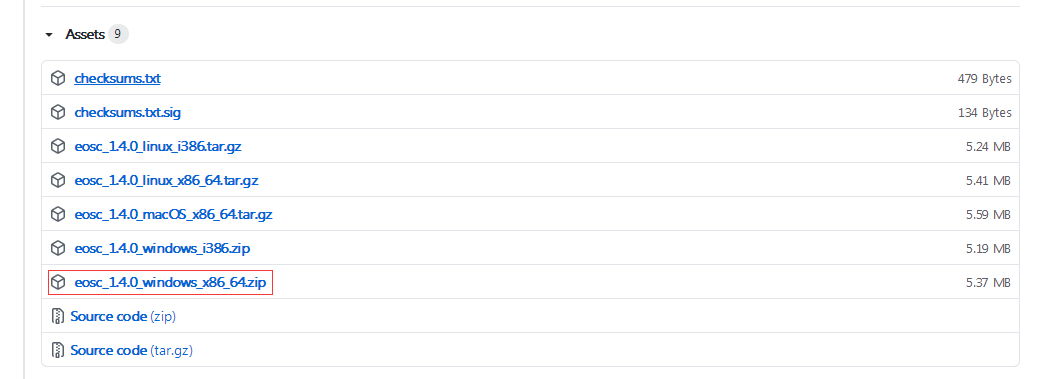 Assets 9
checksums.txt 479 Bytes
checksums.txt.sig 134 Bytes
eosc_1.4.0_linux_i386.tar.gz 5.24 MB
eosc_1.4.0_linux_x86_64.tar.gz 5.41 MB
eosc_1.4.0_macOS_x86_64.tar.gz 5.59 MB
eosc_1.4.0_windows_i386.zip 5.19 MB
eosc_1.4.0_windows_x86_64.zip 5.37 MB
Source code (zip)
Source code (tar.gz)